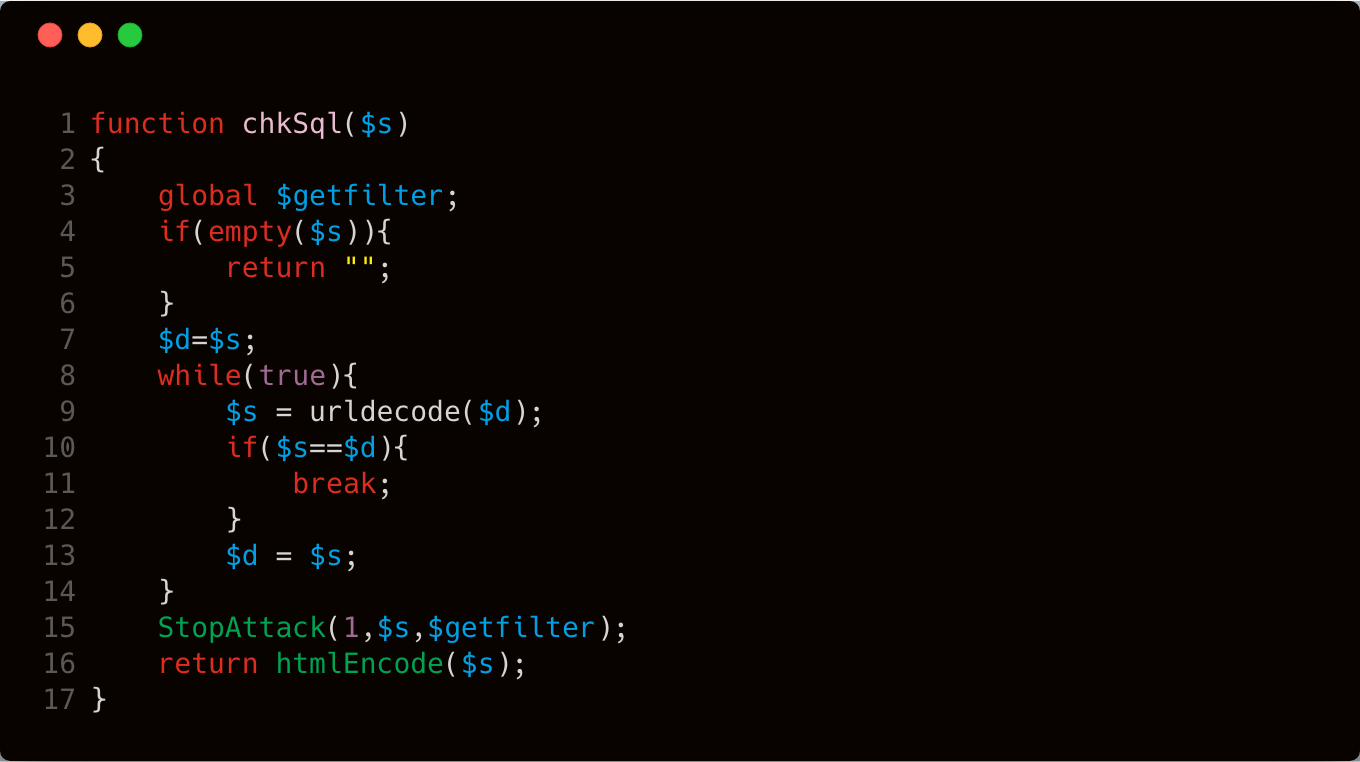 1 function chkSql($s)
2 {
3     global $getfilter;
4     if(empty($s)){
5         return "";
6     }
7     $d=$s;
8     while(true){
9         $s = urldecode($d);
10         if($s==$d){
11             break;
12         }
13         $d = $s;
14     }
15     StopAttack(1,$s,$getfilter);
16     return htmlEncode($s);
17 }